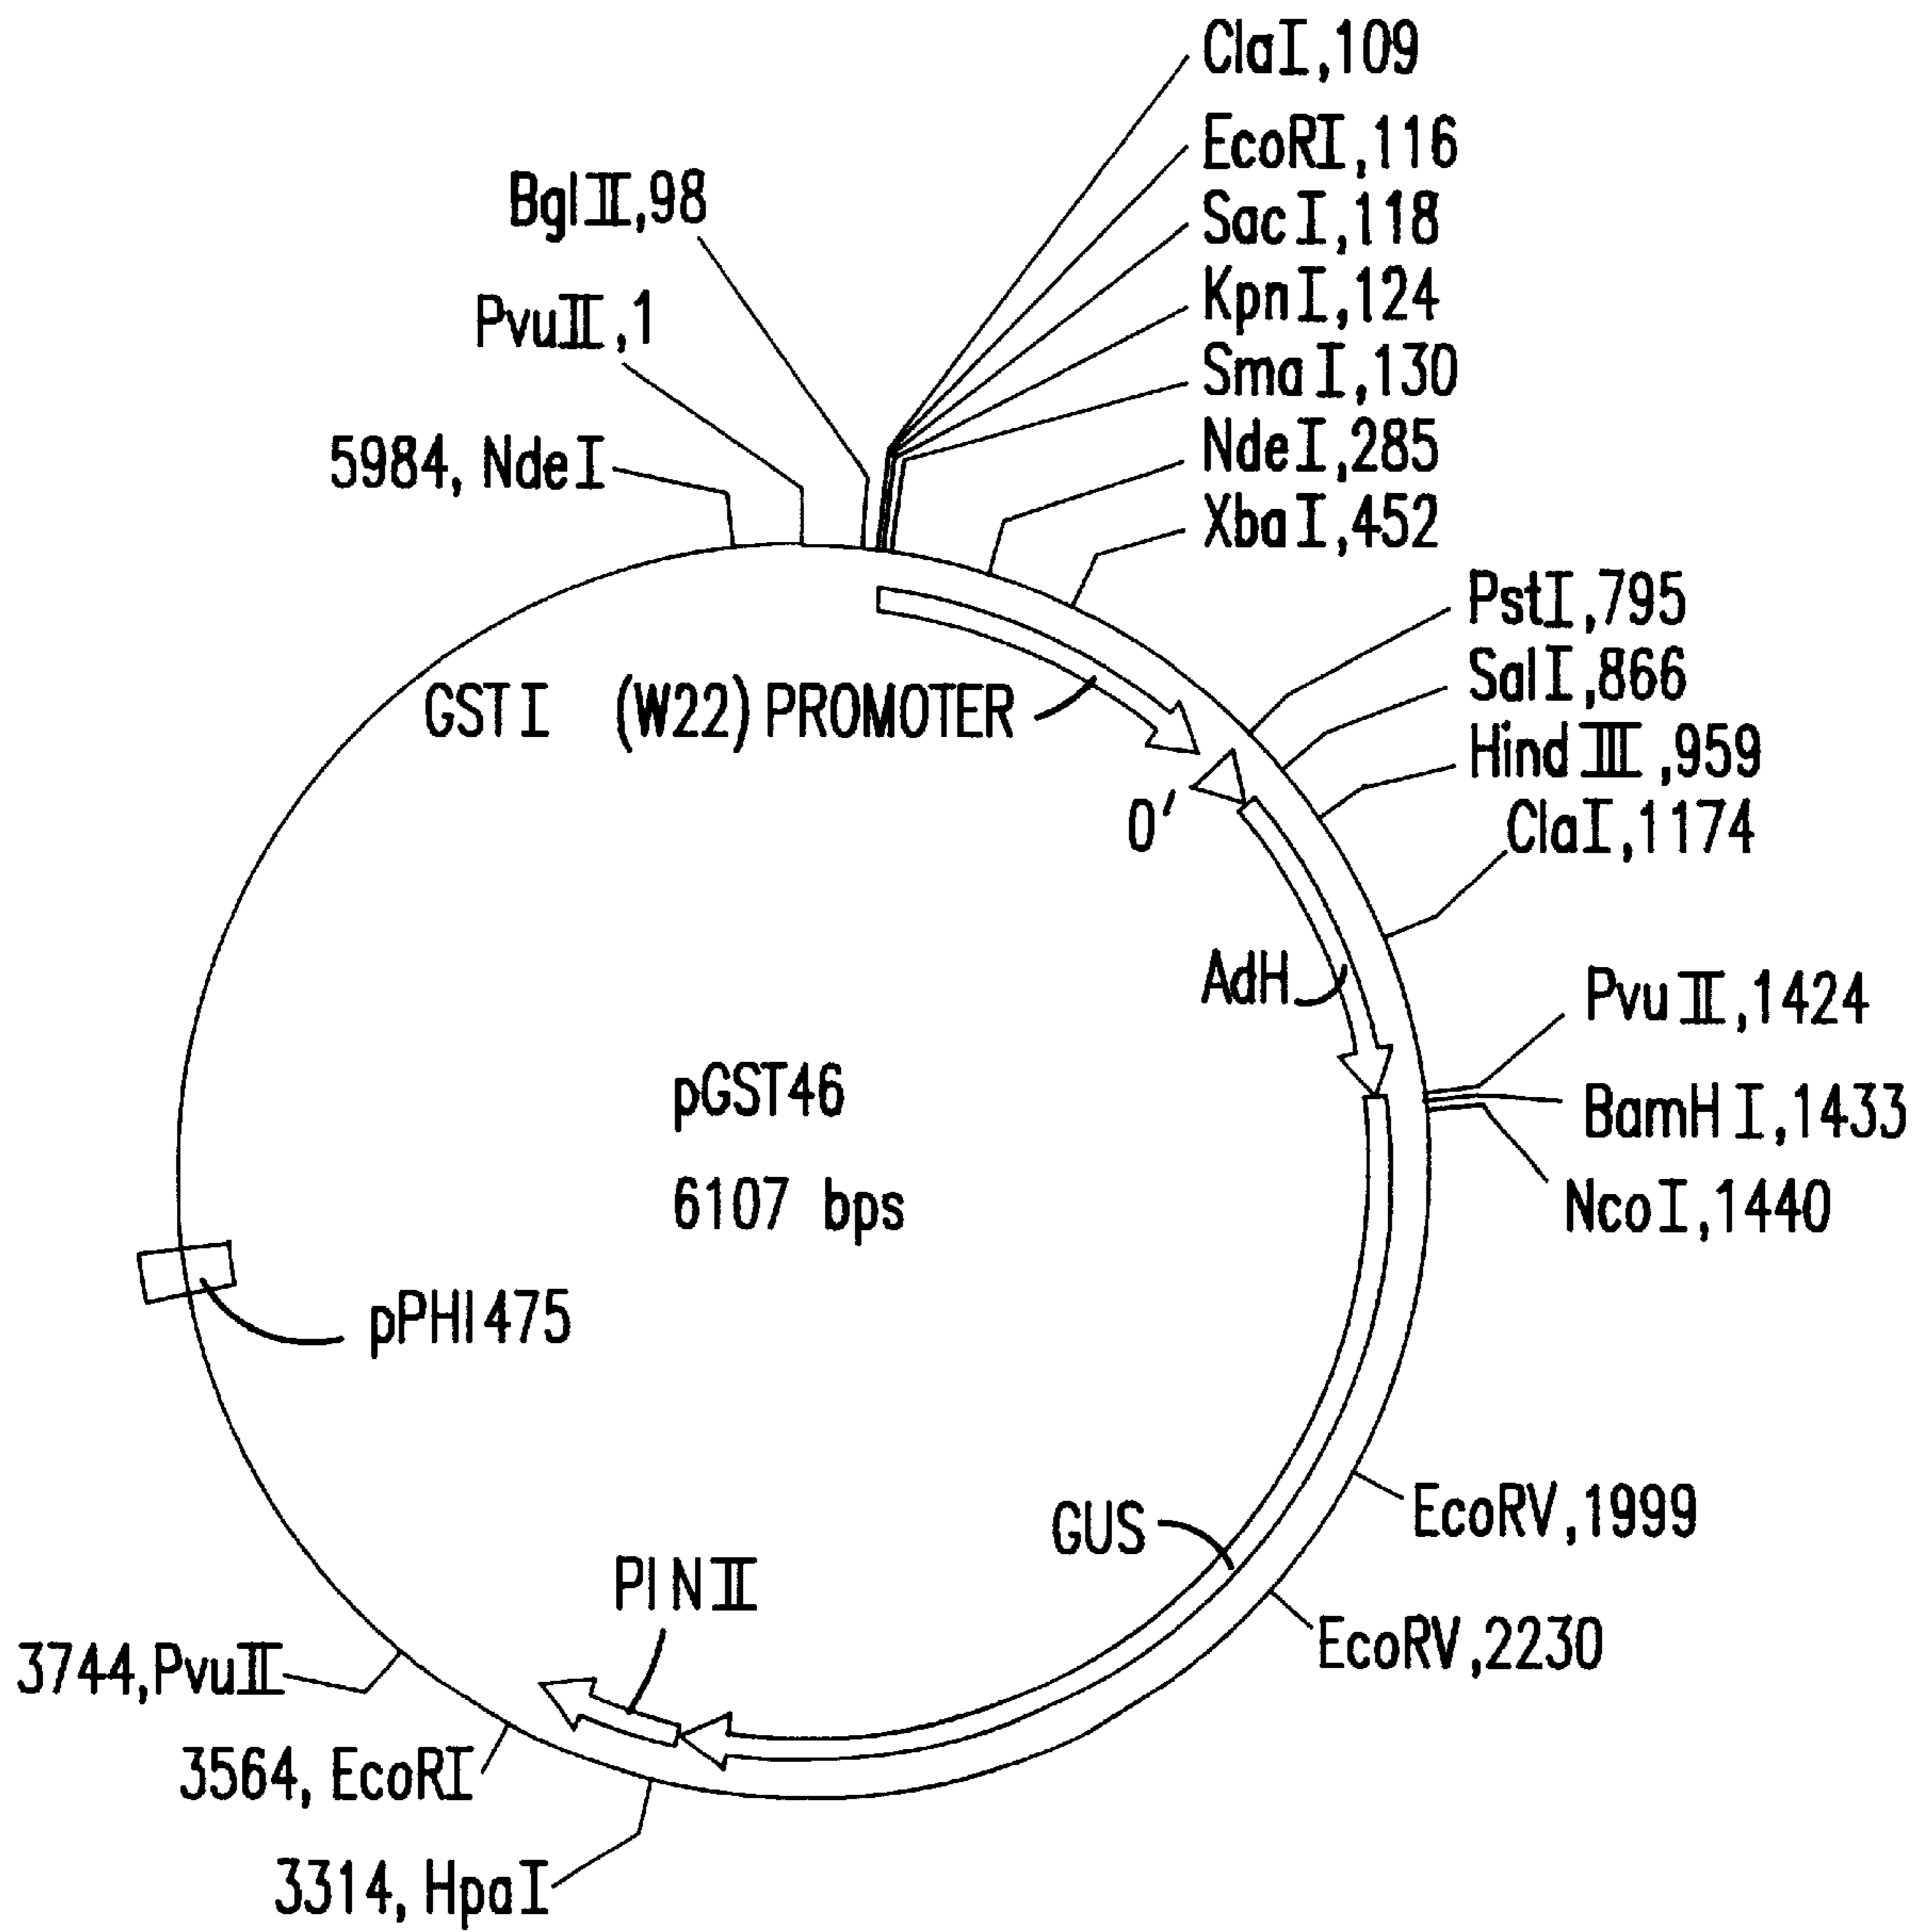 ClaI,109
EcoRI,116
SacI,118
KpnI,124
SmaI,130
NdeI,285
XbaI,452
BglII,98
PvuII,1
5984, NdeI
PstI,795
SalI,866
HindIII,959
ClaI,1174
GSTI (W22) PROMOTER
O'
AdH
PvuII,1424
BamHI,1433
NcoI,1440
pGST46
6107 bps
pPHI475
EcoRV,1999
GUS
EcoRV,2230
PINII
3744,PvuII
3564, EcoRI
3314, HpaI